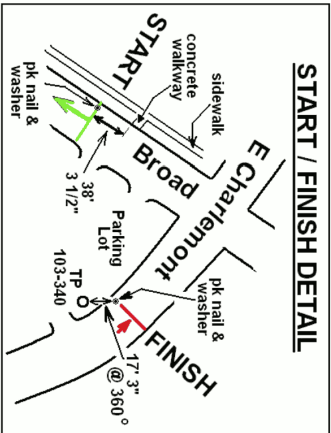 START / FINISH DETAIL
START
concrete
walkway
sidewalk
pk nail &
washer
38'
3 1/2"
Broad
E Charlemont
Parking
Lot
TP
103-340
pk nail &
washer
FINISH
17' 3"
@ 360°